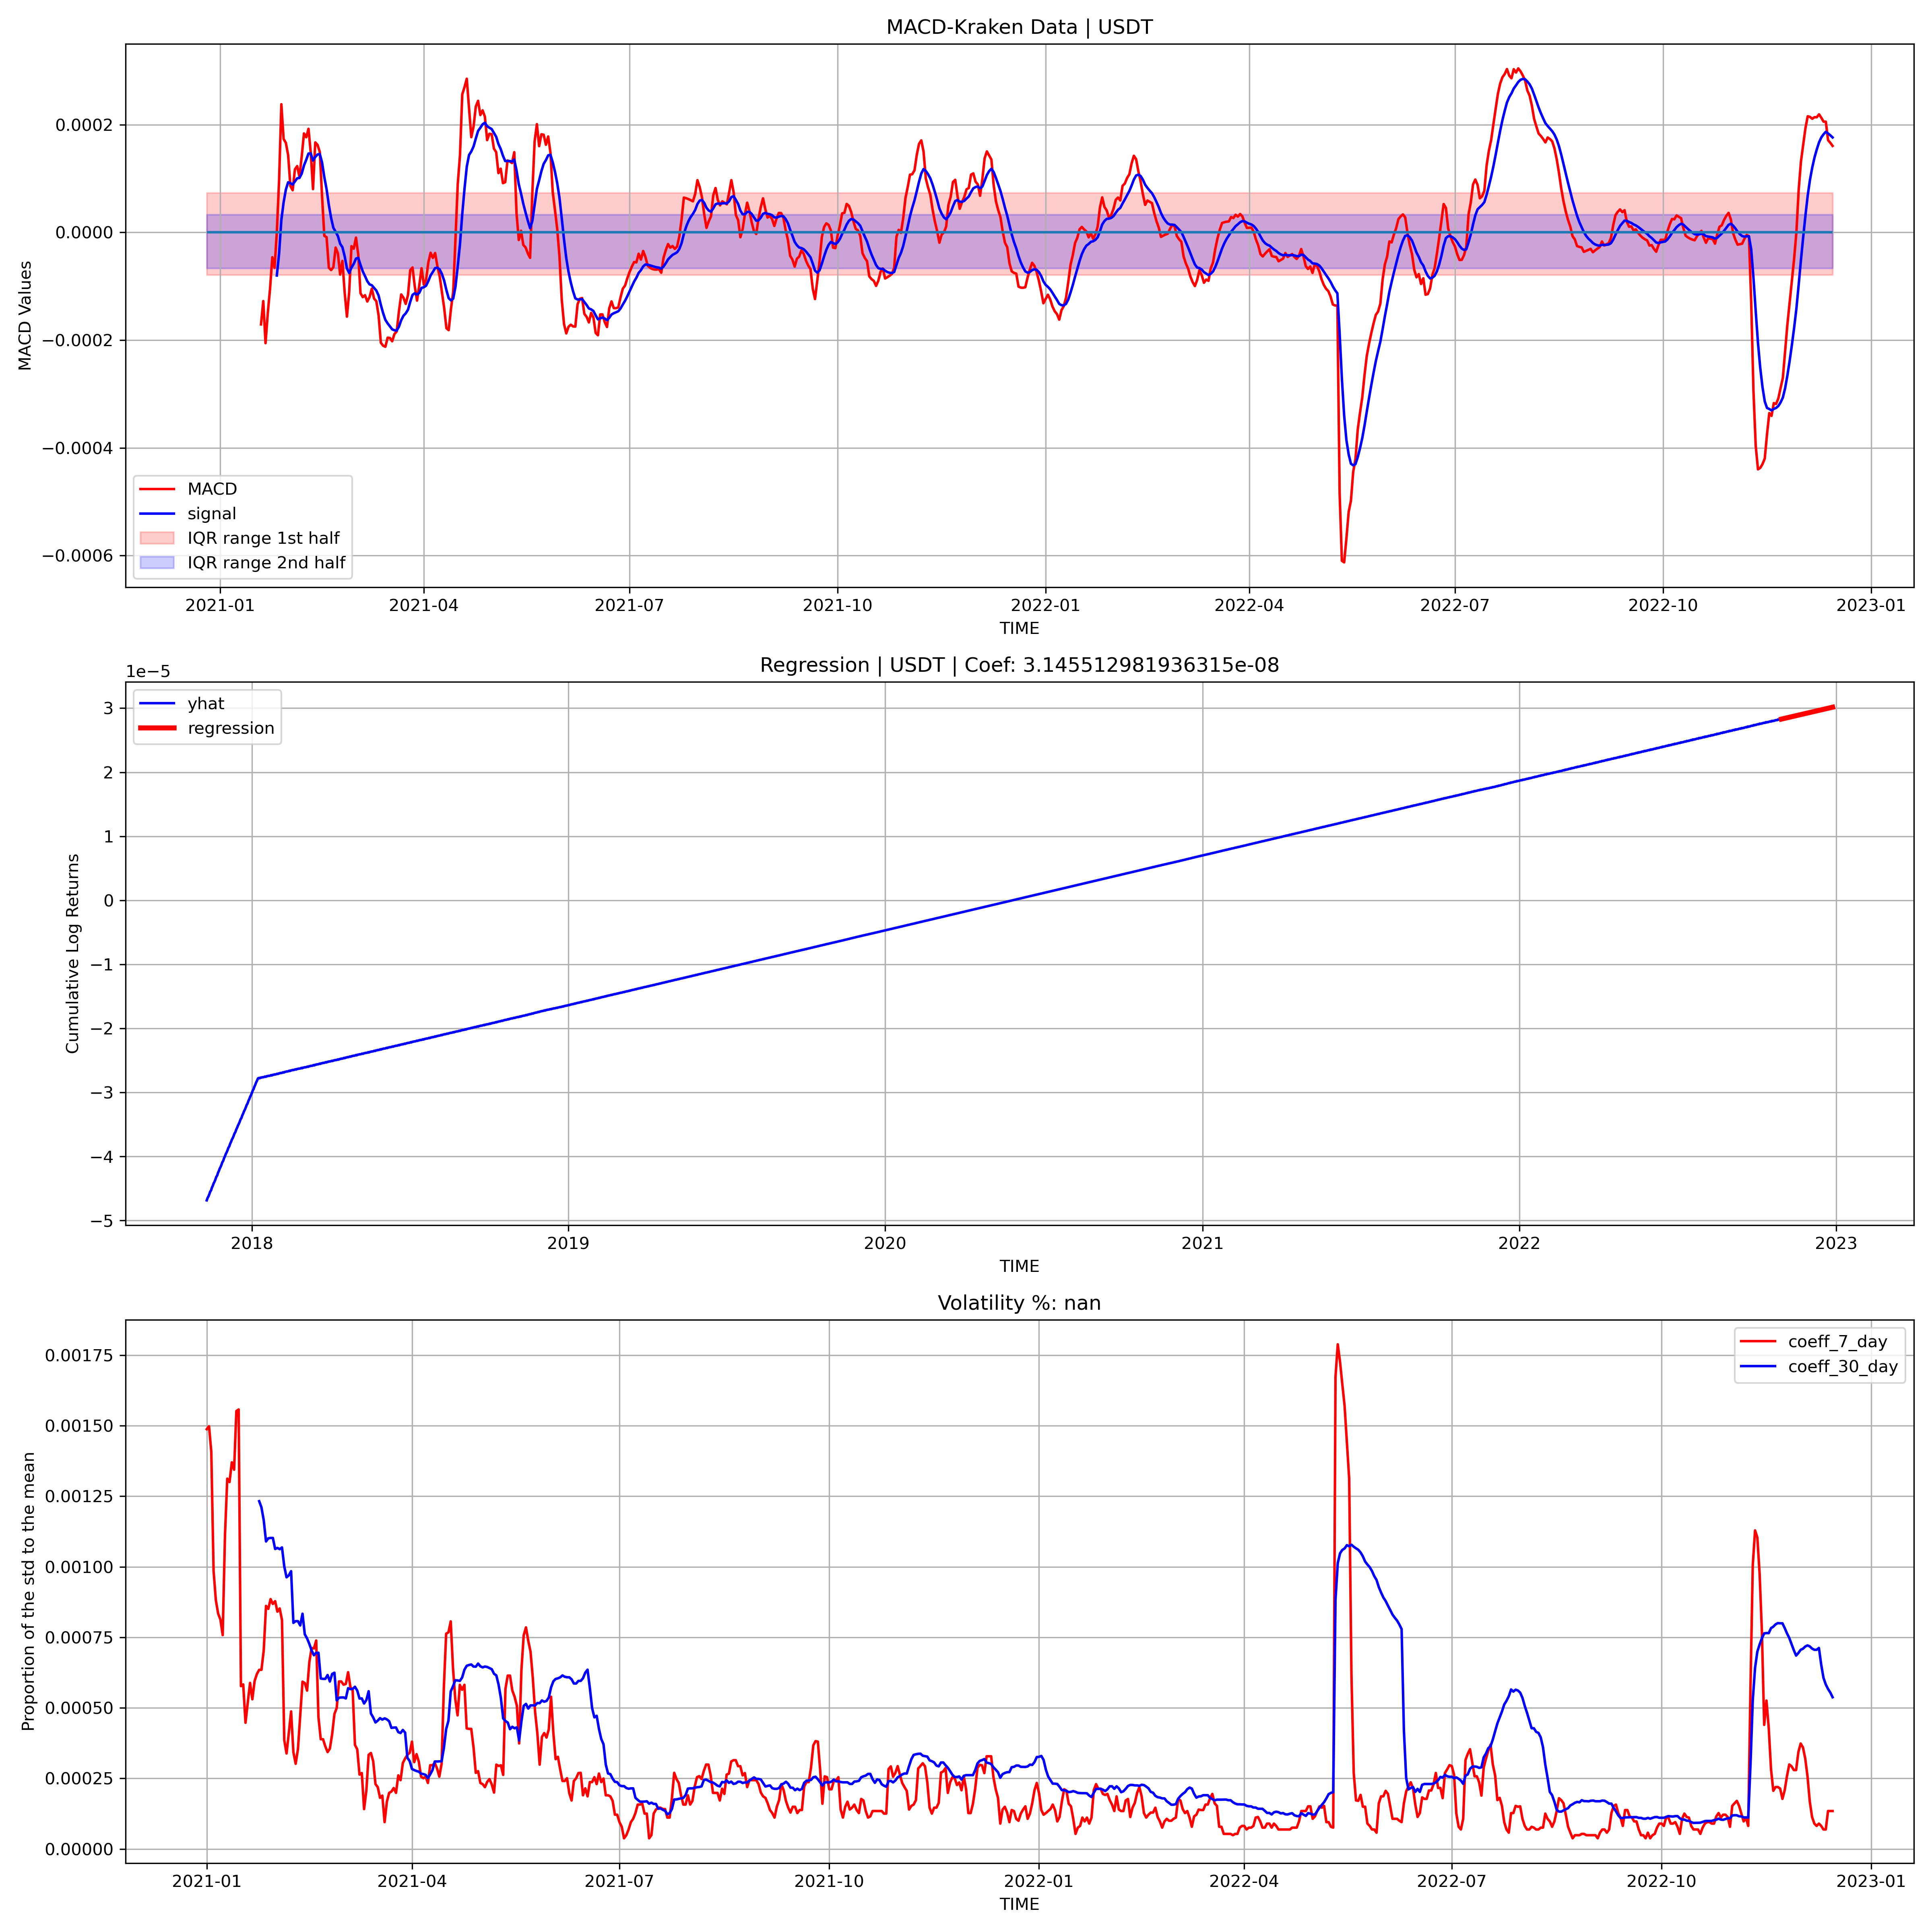 MACD-Kraken Data | USDT
0.0002
0.0000
−0.0002
−0.0004
−0.0006
MACD Values
MACD
signal
IQR range 1st half
IQR range 2nd half
2021-01 2021-04 2021-07 2021-10 2022-01 2022-04 2022-07 2022-10 2023-01
TIME
Regression | USDT | Coef: 3.145512981936315e-08
1e−5
3
2
1
0
−1
−2
−3
−4
−5
Cumulative Log Returns
yhat
regression
2018 2019 2020 2021 2022 2023
TIME
Volatility %: nan
0.00175
0.00150
0.00125
0.00100
0.00075
0.00050
0.00025
0.00000
Proportion of the std to the mean
coeff_7_day
coeff_30_day
2021-01 2021-04 2021-07 2021-10 2022-01 2022-04 2022-07 2022-10 2023-01
TIME